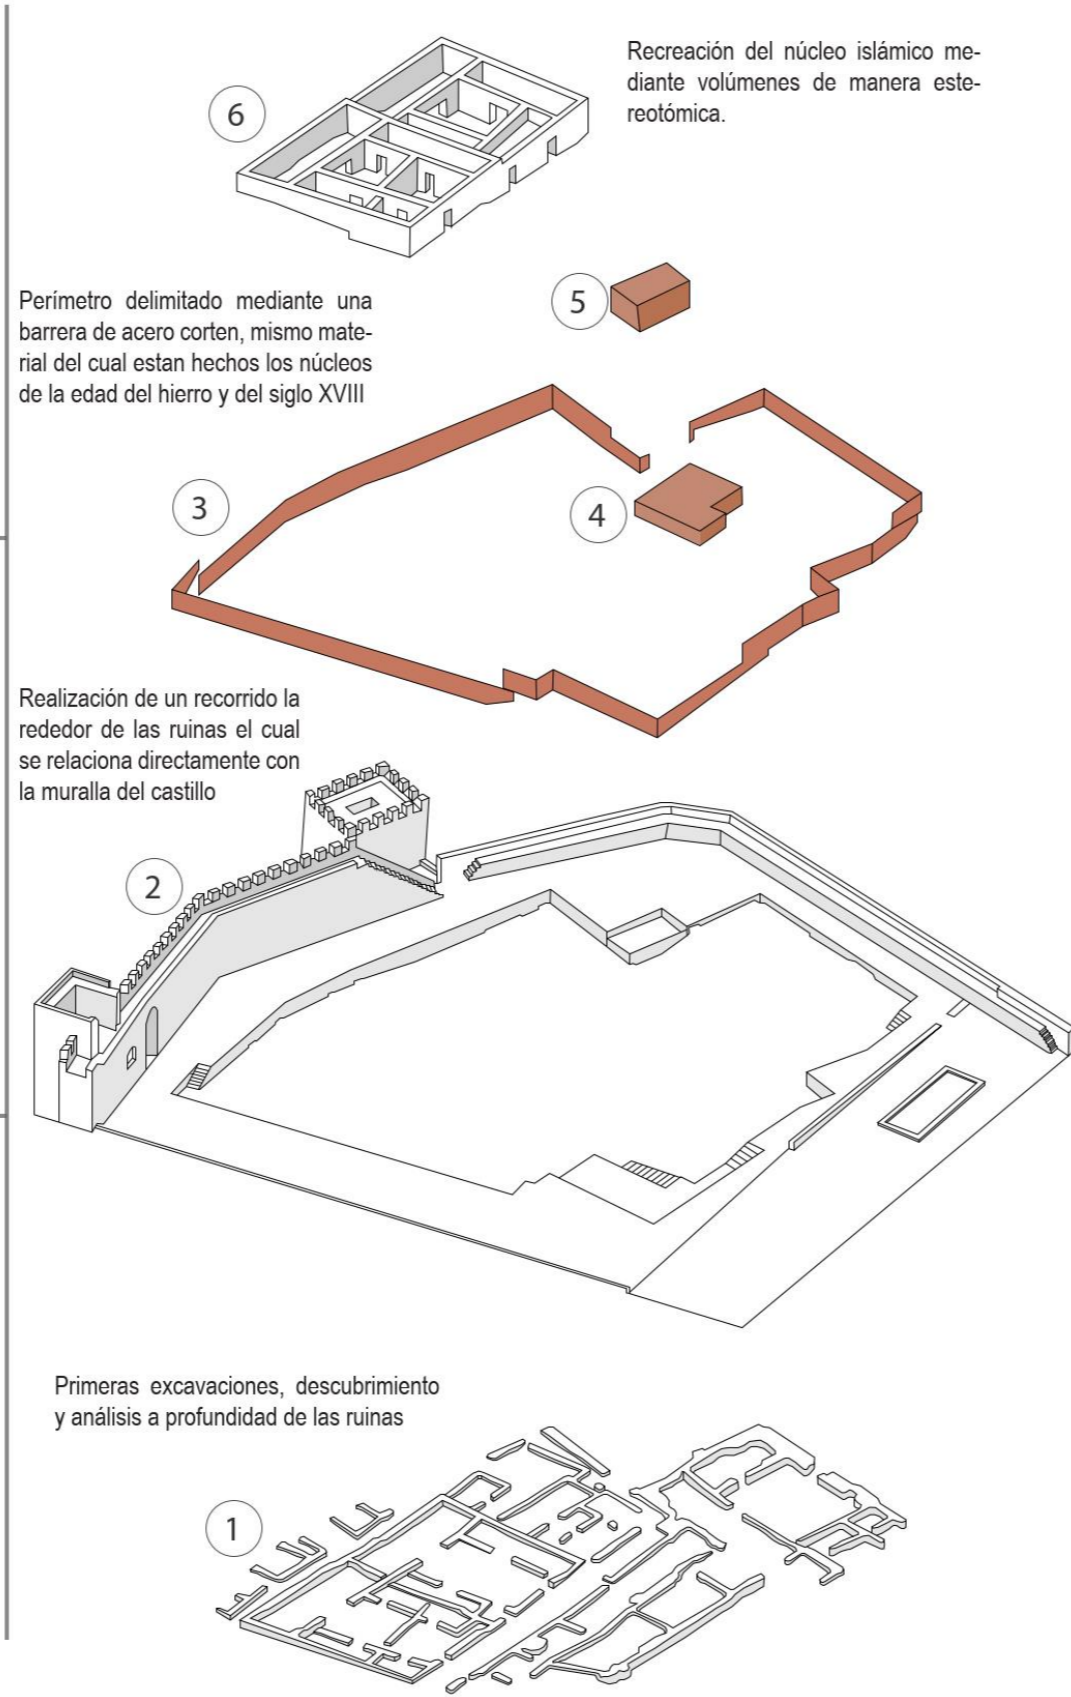 Recreación del núcleo islámico me-
diante volúmenes de manera este-
reotómica.
6
5
Perímetro delimitado mediante una
barrera de acero corten, mismo mate-
rial del cual estan hechos los núcleos
de la edad del hierro y del siglo XVIII
3
4
Realización de un recorrido la
rededor de las ruinas el cual
se relaciona directamente con
la muralla del castillo
2
Primeras excavaciones, descubrimiento
y análisis a profundidad de las ruinas
1